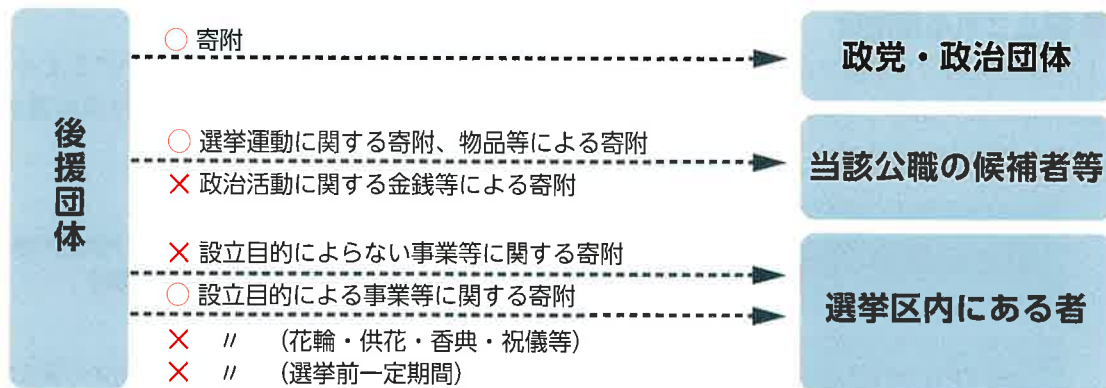 後援団体
○ 寄附
政党・政治団体
○ 選挙運動に関する寄附、物品等による寄附
× 政治活動に関する金銭等による寄附
当該公職の候補者等
× 設立目的によらない事業等に関する寄附
○ 設立目的による事業等に関する寄附
× 〃 (花輪・供花・香典・祝儀等)
× 〃 (選挙前一定期間)
選挙区内にある者